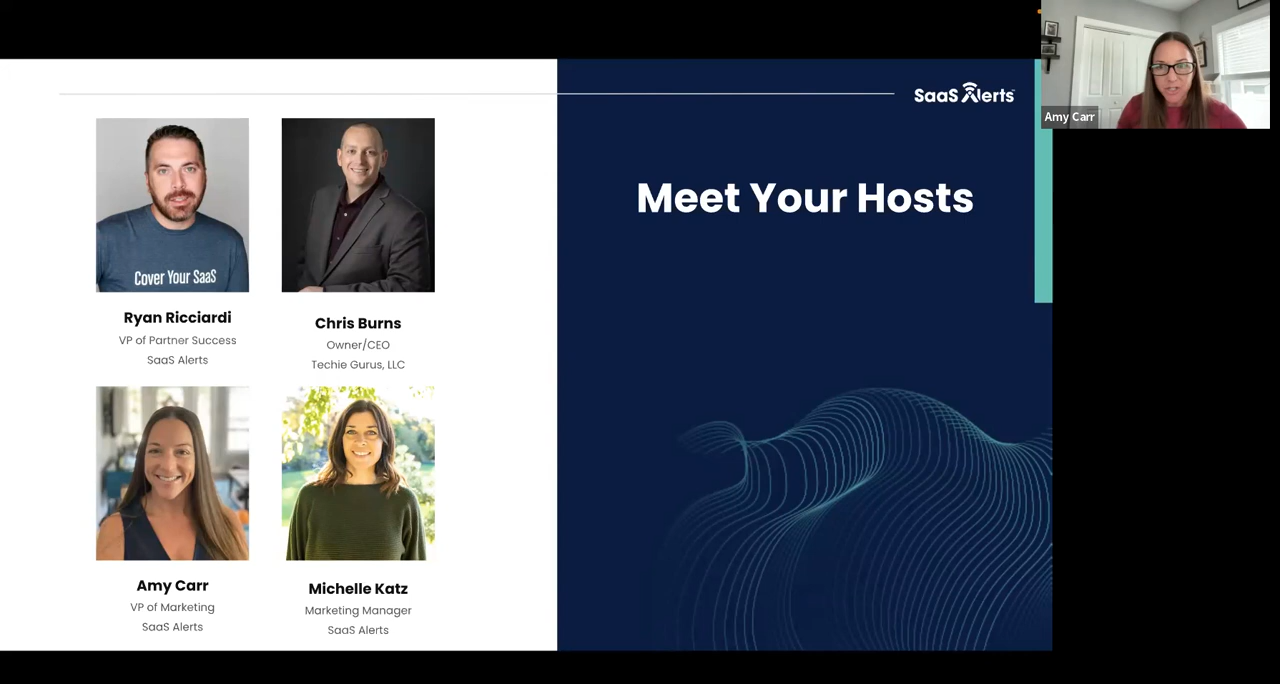 SaaS Alerts
Amy Carr
Meet Your Hosts
Cover Your SaaS
Ryan Ricciardi
VP of Partner Success
SaaS Alerts
Chris Burns
Owner/CEO
Techie Gurus, LLC
Amy Carr
VP of Marketing
SaaS Alerts
Michelle Katz
Marketing Manager
SaaS Alerts